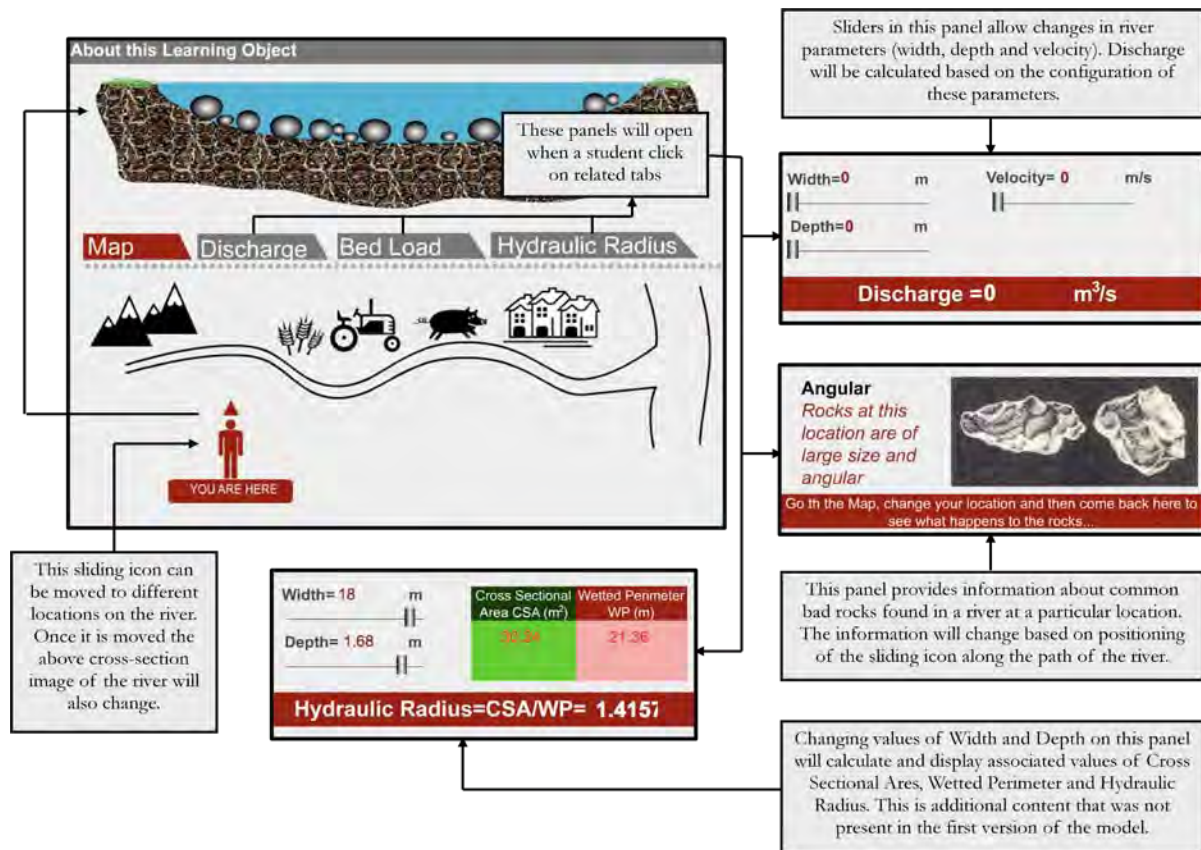 About this Learning Object
Sliders in this panel allow changes in river
parameters (width, depth and velocity). Discharge
will be calculated based on the configuration of
these parameters.
These panels will open
when a student click
on related tabs
Width=0 m Velocity= 0 m/s
Depth=0 m
Discharge =0 m³/s
Map Discharge Bed Load Hydraulic Radius
Angular
Rocks at this
location are of
large size and
angular
Go th the Map, change your location and then come back here to
see what happens to the rocks...
YOU ARE HERE
This sliding icon can
be moved to different
locations on the river.
Once it is moved the
above cross-section
image of the river will
also change.
Width= 18 m
Depth= 1.68 m
Cross Sectional
Area CSA (m²)
30.24
Wetted Perimeter
WP (m)
21.36
Hydraulic Radius=CSA/WP= 1.4157
This panel provides information about common
bad rocks found in a river at a particular location.
The information will change based on positioning
of the sliding icon along the path of the river.
Changing values of Width and Depth on this panel
will calculate and display associated values of Cross
Sectional Ares, Wetted Perimeter and Hydraulic
Radius. This is additional content that was not
present in the first version of the model.